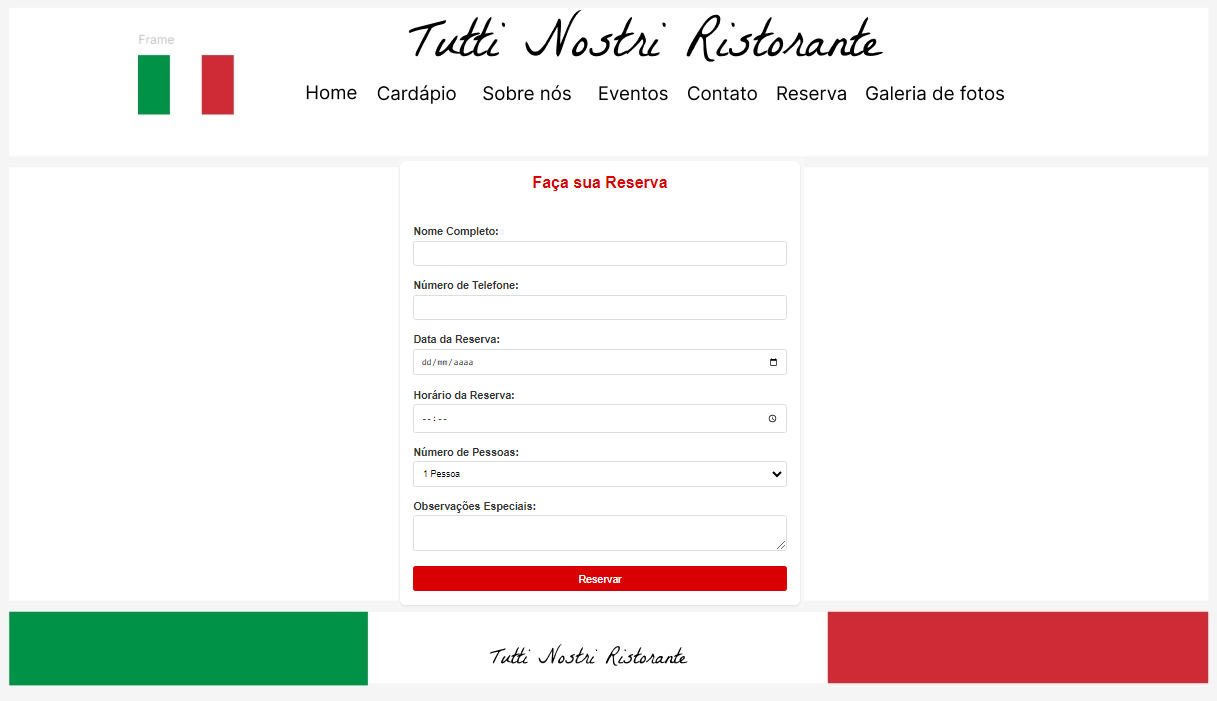 Tutti Nostri Ristorante
Frame
Home Cardápio Sobre nós Eventos Contato Reserva Galeria de fotos
Faça sua Reserva
Nome Completo:
Número de Telefone:
Data da Reserva:
dd/mm/aaaa
Horário da Reserva:
--:--
Número de Pessoas:
1 Pessoa
Observações Especiais:
Reservar
Tutti Nostri Ristorante